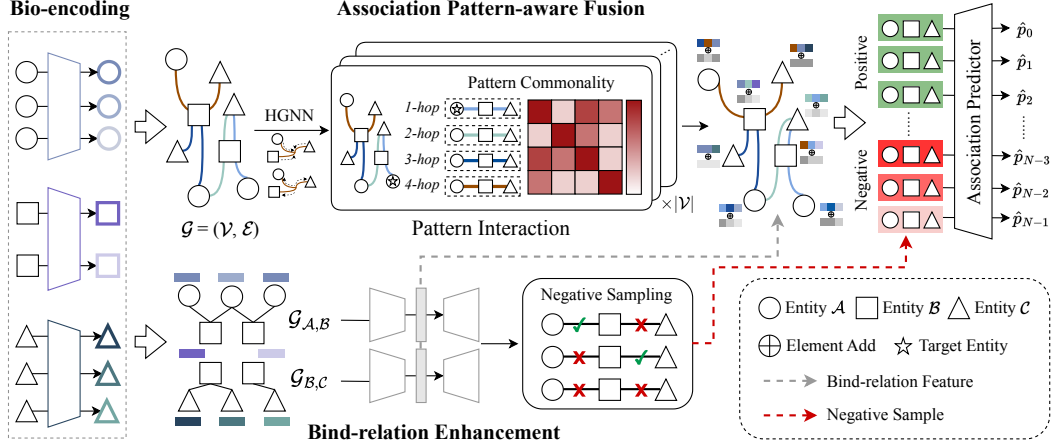 Bio-encoding
Association Pattern-aware Fusion
HGNN
𝒢 = (𝒱, ℰ)
Pattern Commonality
1-hop
2-hop
3-hop
4-hop
×|𝒱|
Pattern Interaction
Positive
Negative
Association Predictor
p̂₀
p̂₁
p̂₂
p̂_{N−3}
p̂_{N−2}
p̂_{N−1}
𝒢_{𝒜,ℬ}
𝒢_{ℬ,𝒞}
Bind-relation Enhancement
Negative Sampling
Entity 𝒜 Entity ℬ Entity 𝒞
Element Add Target Entity
Bind-relation Feature
Negative Sample